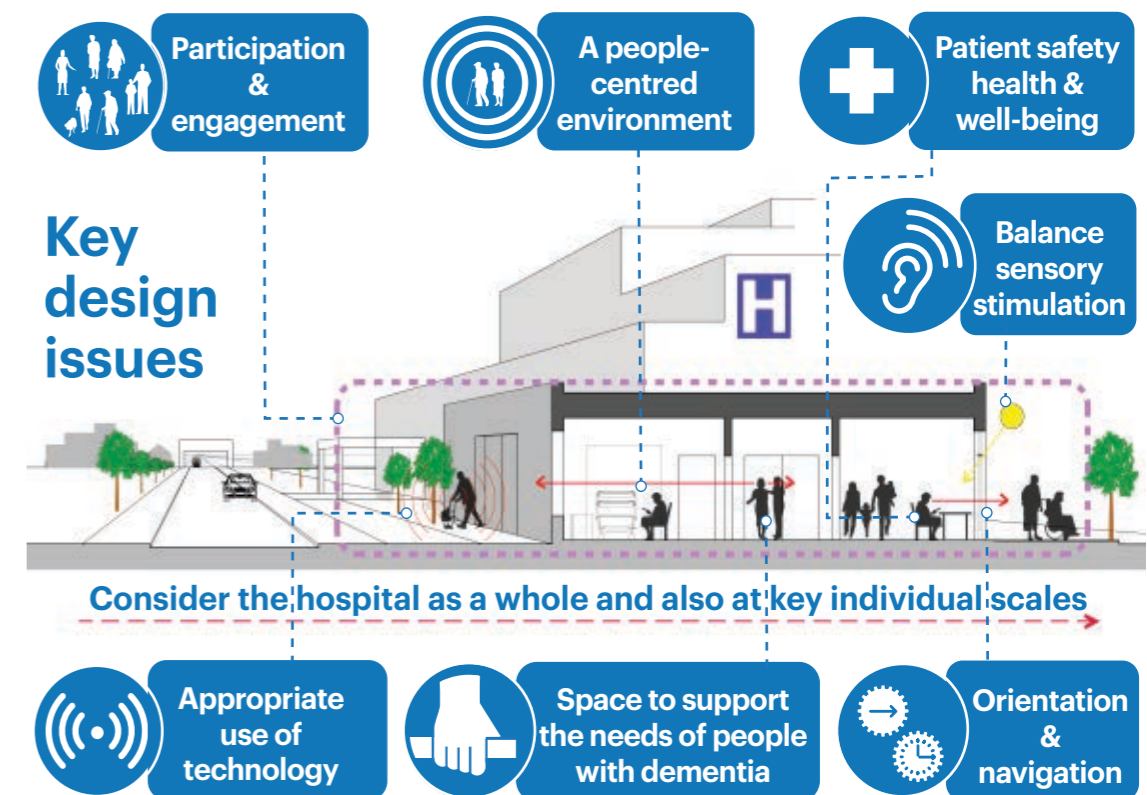 Participation
&
engagement
A people-
centred
environment
Patient safety
health &
well-being
Key
design
issues
Balance
sensory
stimulation
H
Consider the hospital as a whole and also at key individual scales
Appropriate
use of
technology
Space to support
the needs of people
with dementia
Orientation
&
navigation